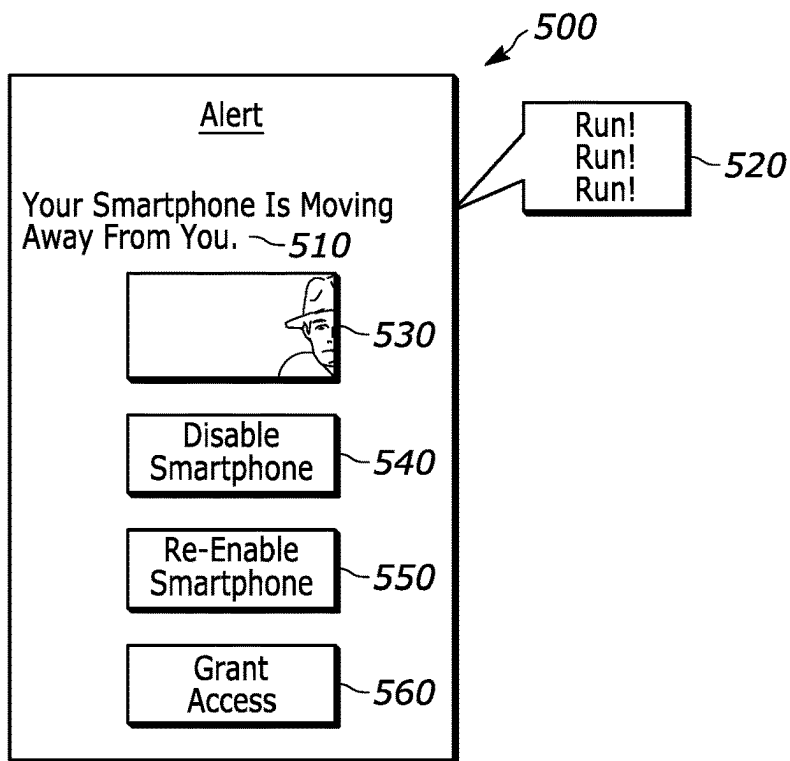 500
Alert
Run!
Run!
Run!
520
Your Smartphone Is Moving
Away From You.
510
530
Disable
Smartphone
540
Re-Enable
Smartphone
550
Grant
Access
560